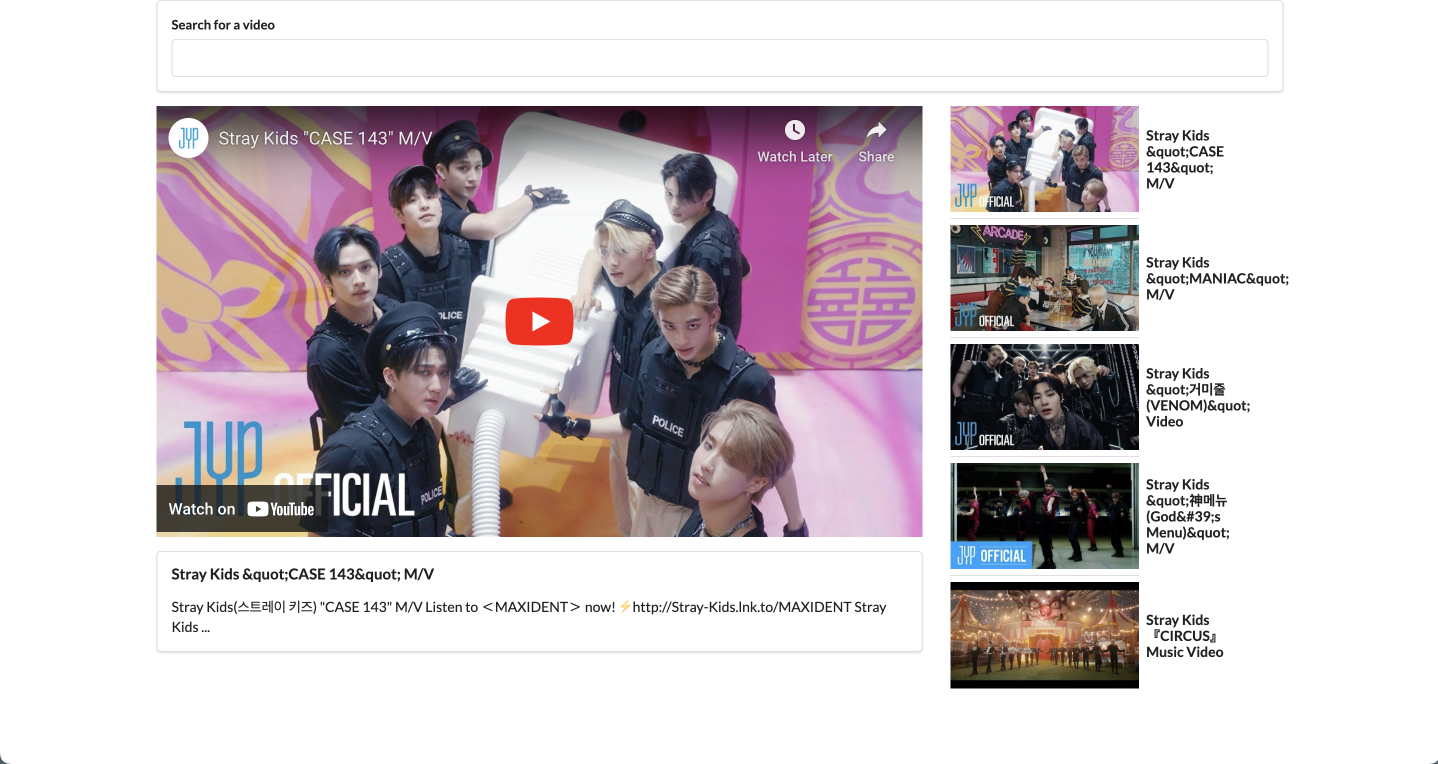 Search for a video
JYP
Stray Kids "CASE 143" M/V
Watch Later
Share
POLICE
POLICE
POLICE
POLICE
JYP OFFICIAL
Watch on YouTube
Stray Kids &quot;CASE 143&quot; M/V
Stray Kids(스트레이 키즈) "CASE 143" M/V Listen to ＜MAXIDENT＞ now! ⚡http://Stray-Kids.lnk.to/MAXIDENT Stray
Kids ...
JYP OFFICIAL
Stray Kids
&quot;CASE
143&quot;
M/V
ARCADE
JYP OFFICIAL
Stray Kids
&quot;MANIAC&quot;
M/V
JYP OFFICIAL
Stray Kids
&quot;거미줄
(VENOM)&quot;
Video
JYP OFFICIAL
Stray Kids
&quot;神메뉴
(God&#39;s
Menu)&quot;
M/V
Stray Kids
『CIRCUS』
Music Video